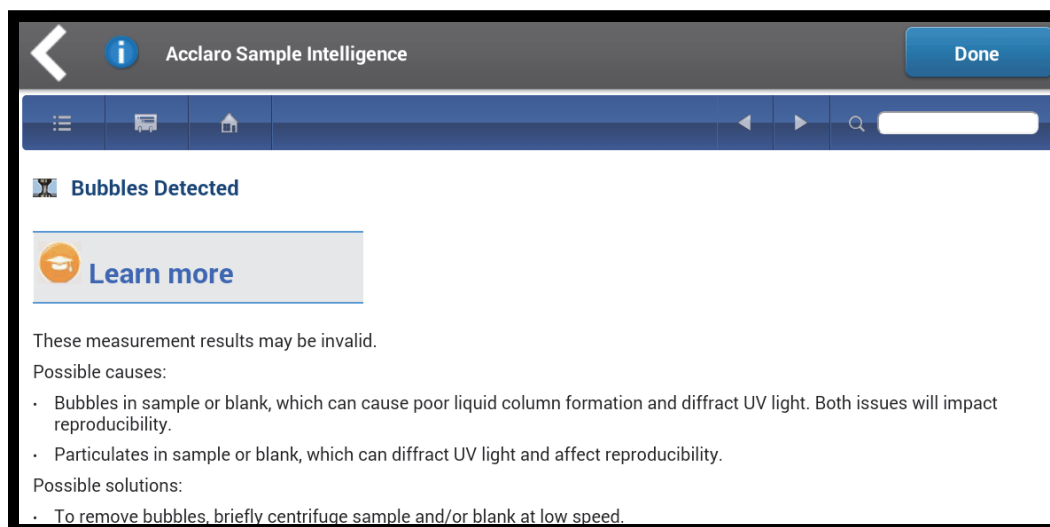 Acclaro Sample Intelligence
Done
Bubbles Detected
Learn more
These measurement results may be invalid.
Possible causes:
· Bubbles in sample or blank, which can cause poor liquid column formation and diffract UV light. Both issues will impact
reproducibility.
· Particulates in sample or blank, which can diffract UV light and affect reproducibility.
Possible solutions:
· To remove bubbles, briefly centrifuge sample and/or blank at low speed.